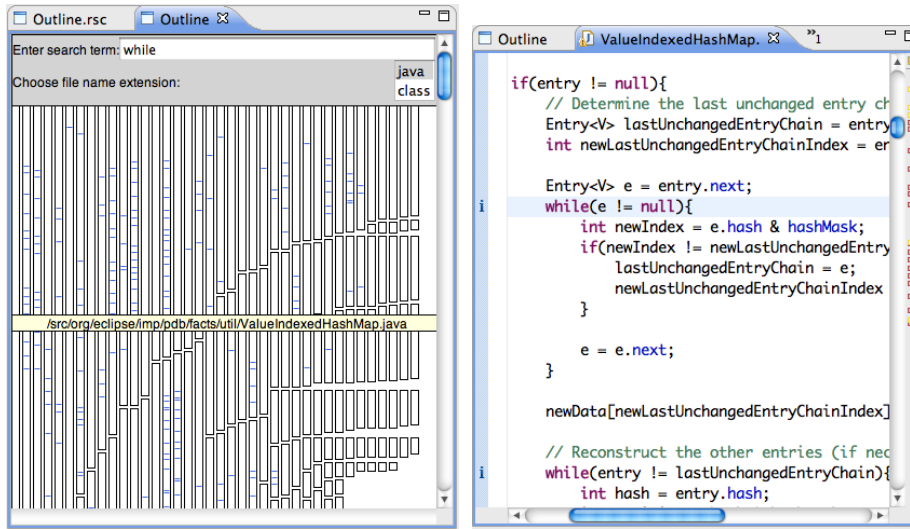 Outline.rsc
Outline
Enter search term: while
Choose file name extension:
java
class
/src/org/eclipse/imp/pdb/facts/util/ValueIndexedHashMap.java
Outline
ValueIndexedHashMap.
»1
if(entry != null){
// Determine the last unchanged entry ch
Entry<V> lastUnchangedEntryChain = entry
int newLastUnchangedEntryChainIndex = er
Entry<V> e = entry.next;
i
while(e != null){
int newIndex = e.hash & hashMask;
if(newIndex != newLastUnchangedEntry
lastUnchangedEntryChain = e;
newLastUnchangedEntryChainIndex
}
e = e.next;
}
newData[newLastUnchangedEntryChainIndex]
// Reconstruct the other entries (if nec
i
while(entry != lastUnchangedEntryChain){
int hash = entry.hash;